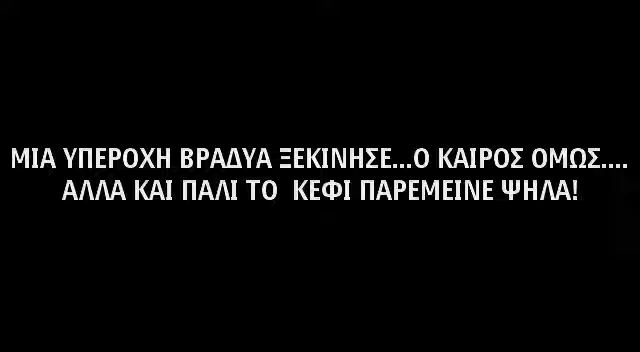 ΜΙΑ ΥΠΕΡΟΧΗ ΒΡΑΔΥΑ ΞΕΚΙΝΗΣΕ...Ο ΚΑΙΡΟΣ ΟΜΩΣ....
ΑΛΛΑ ΚΑΙ ΠΑΛΙ ΤΟ  ΚΕΦΙ ΠΑΡΕΜΕΙΝΕ ΨΗΛΑ!